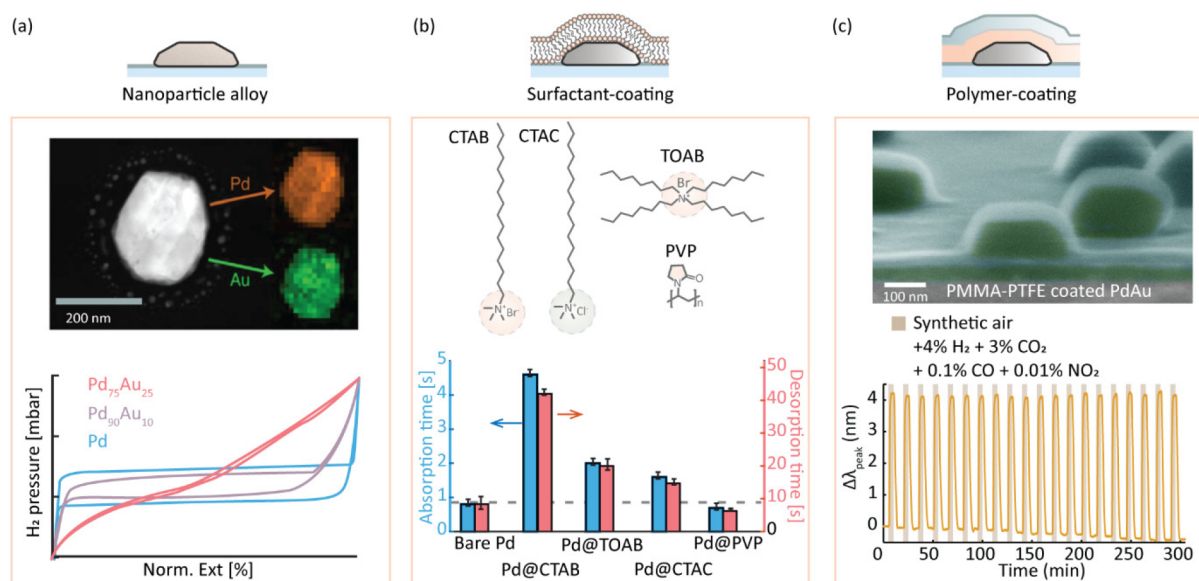 (a)
Nanoparticle alloy
Pd
Au
200 nm
H₂ pressure [mbar]
Pd₇₅Au₂₅
Pd₉₀Au₁₀
Pd
Norm. Ext [%]
(b)
Surfactant-coating
CTAB
CTAC
TOAB
Br⁻
N⁺
PVP
N
O
n
N⁺
Br⁻
N⁺
Cl⁻
Absorption time [s]
5
4
3
2
1
0
Desorption time [s]
50
40
30
20
10
0
Bare Pd
Pd@TOAB
Pd@PVP
Pd@CTAB
Pd@CTAC
(c)
Polymer-coating
100 nm
PMMA-PTFE coated PdAu
Synthetic air
+4% H₂ + 3% CO₂
+ 0.1% CO + 0.01% NO₂
Δλpeak (nm)
4
3
2
1
0
0 50 100 150 200 250 300
Time (min)